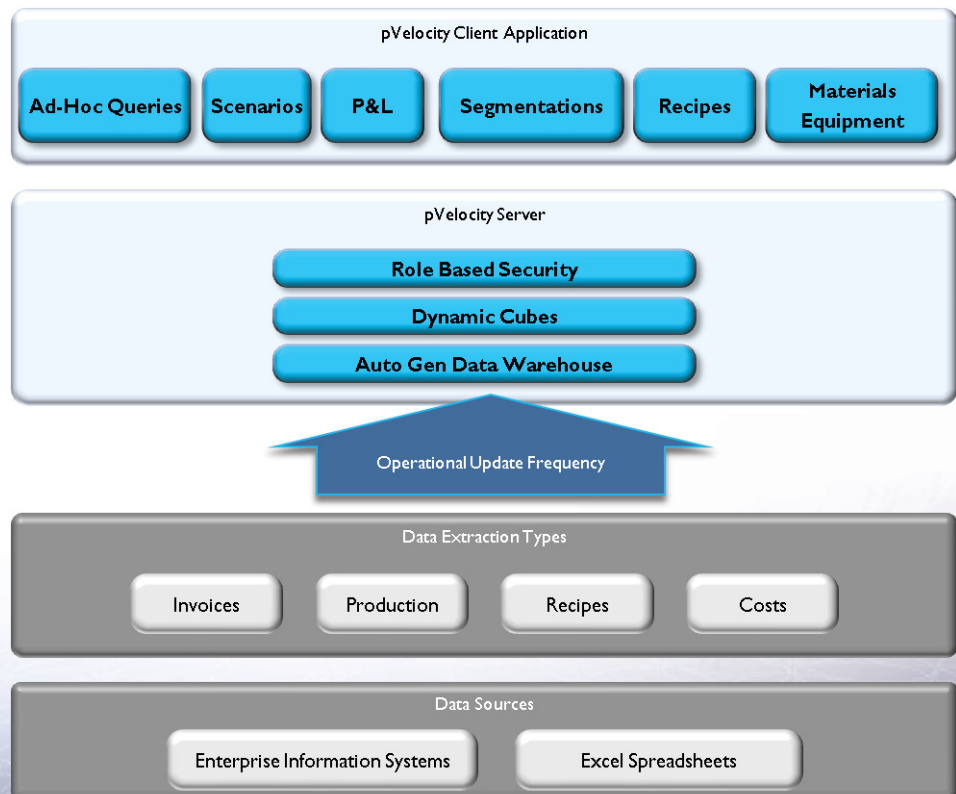 pVelocity Client Application
Ad-Hoc Queries
Scenarios
P&L
Segmentations
Recipes
Materials
Equipment
pVelocity Server
Role Based Security
Dynamic Cubes
Auto Gen Data Warehouse
Operational Update Frequency
Data Extraction Types
Invoices
Production
Recipes
Costs
Data Sources
Enterprise Information Systems
Excel Spreadsheets